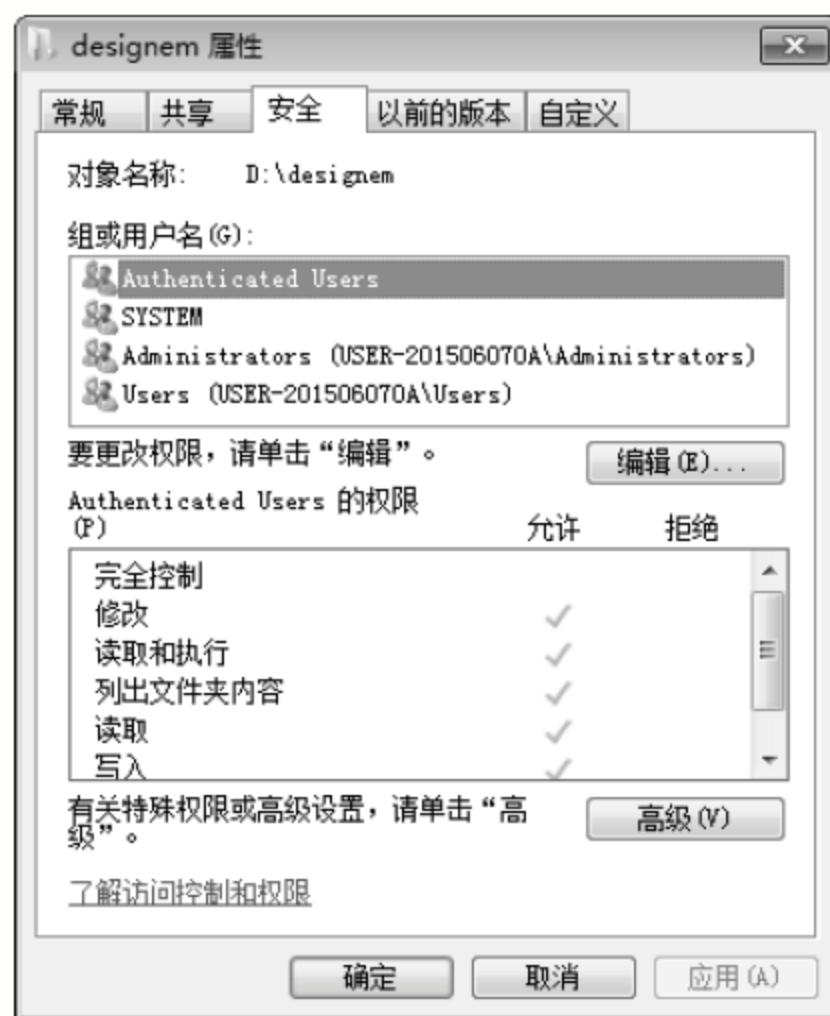 designem 属性
常规 共享 安全 以前的版本 自定义
对象名称: D:\designem
组或用户名(G):
Authenticated Users
SYSTEM
Administrators (USER-201506070A\Administrators)
Users (USER-201506070A\Users)
要更改权限，请单击“编辑”。 编辑(E)...
Authenticated Users 的权限
(P) 允许 拒绝
完全控制
修改
读取和执行
列出文件夹内容
读取
写入
有关特殊权限或高级设置，请单击“高
级”。 高级(V)
了解访问控制和权限
确定 取消 应用(A)